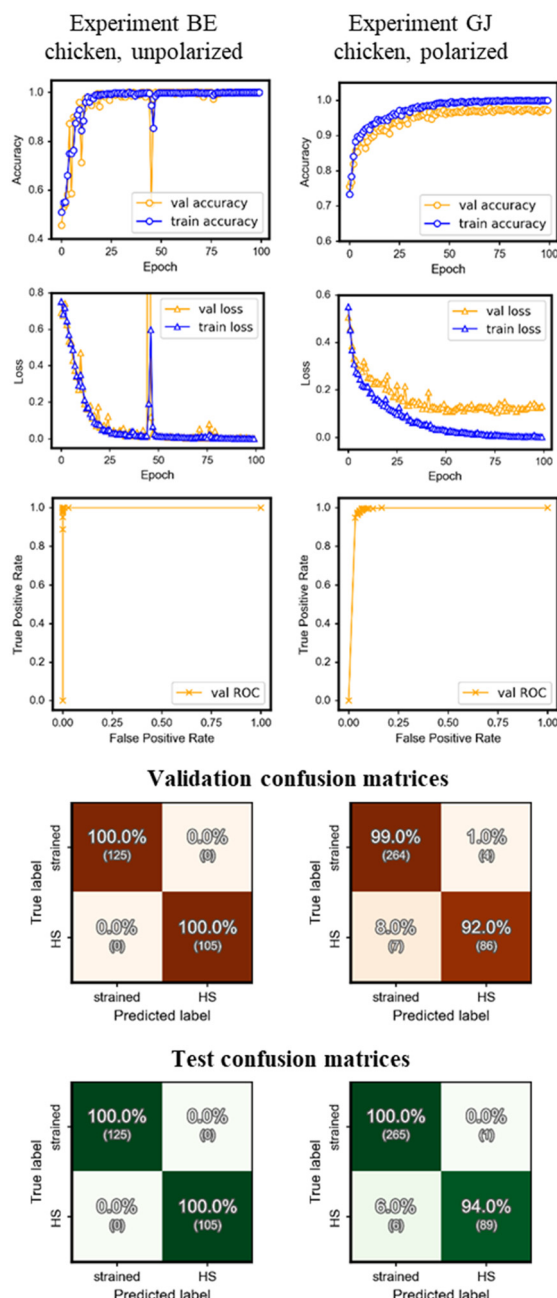 Experiment BE
chicken, unpolarized
Experiment GJ
chicken, polarized
1.0
0.8
0.6
0.4
Accuracy
val accuracy
train accuracy
0 25 50 75 100
Epoch
1.0
0.9
0.8
0.7
0.6
Accuracy
val accuracy
train accuracy
0 25 50 75 100
Epoch
0.8
0.6
0.4
0.2
0.0
Loss
val loss
train loss
0 25 50 75 100
Epoch
0.6
0.4
0.2
0.0
Loss
val loss
train loss
0 25 50 75 100
Epoch
1.0
0.8
0.6
0.4
0.2
0.0
True Positive Rate
val ROC
0.00 0.25 0.50 0.75 1.00
False Positive Rate
1.0
0.8
0.6
0.4
0.2
0.0
True Positive Rate
val ROC
0.00 0.25 0.50 0.75 1.00
False Positive Rate
Validation confusion matrices
True label
strained
HS
100.0% 0.0%
(125) (0)
0.0% 100.0%
(0) (105)
strained HS
Predicted label
True label
strained
HS
99.0% 1.0%
(264) (4)
8.0% 92.0%
(7) (86)
strained HS
Predicted label
Test confusion matrices
True label
strained
HS
100.0% 0.0%
(125) (0)
0.0% 100.0%
(0) (105)
strained HS
Predicted label
True label
strained
HS
100.0% 0.0%
(265) (1)
6.0% 94.0%
(6) (89)
strained HS
Predicted label